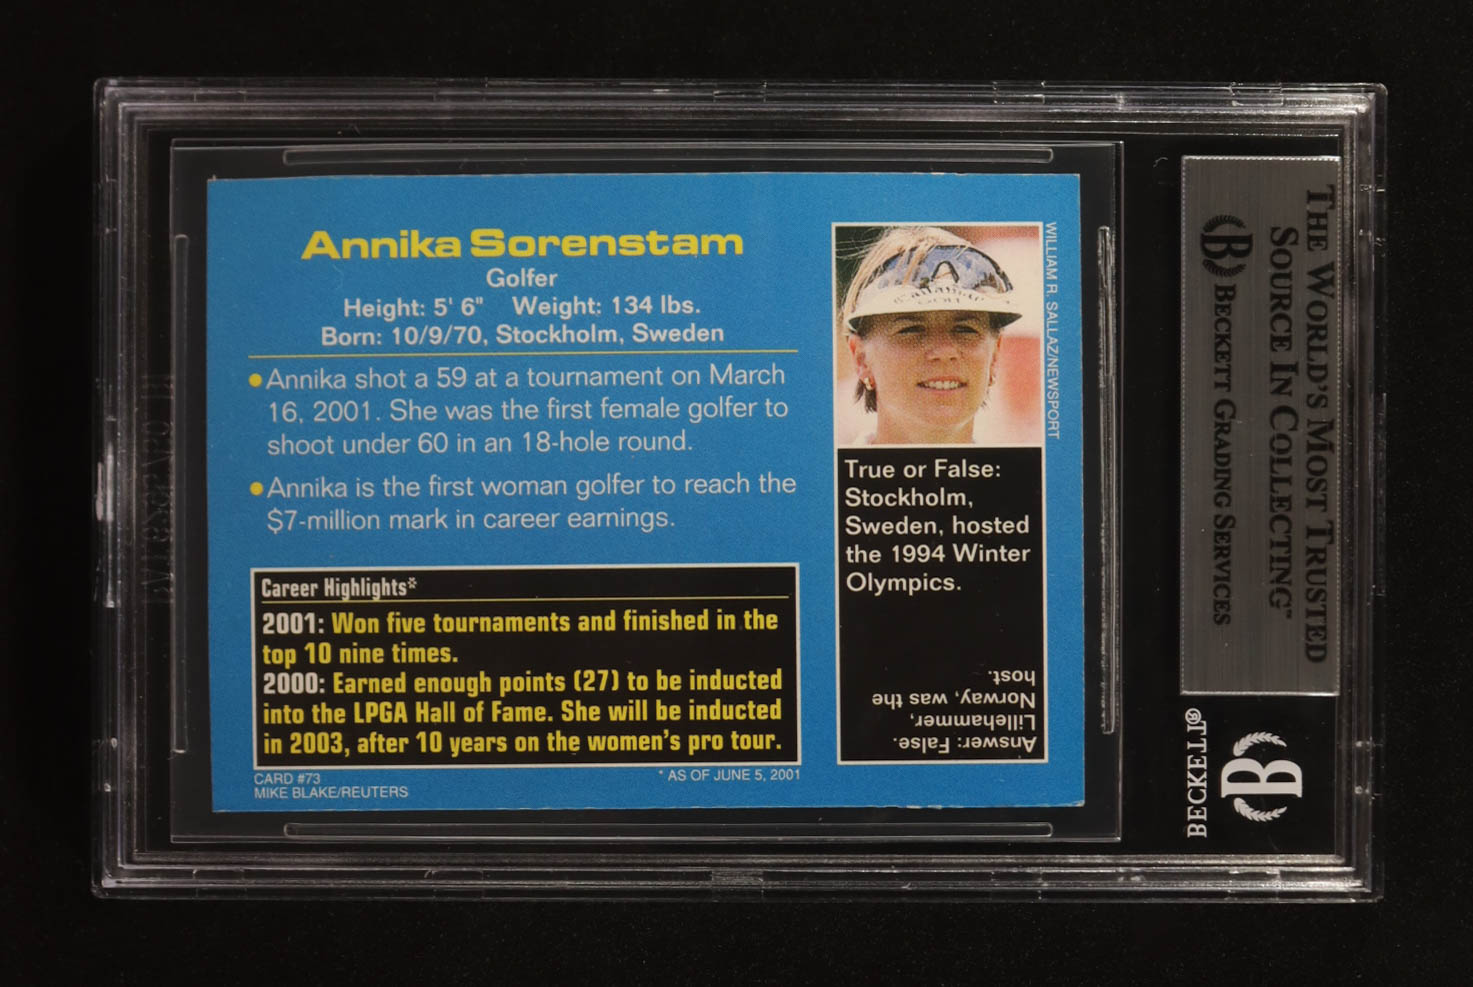 Annika Sorenstam
Golfer
Height: 5' 6" Weight: 134 lbs.
Born: 10/9/70, Stockholm, Sweden
• Annika shot a 59 at a tournament on March
16, 2001. She was the first female golfer to
shoot under 60 in an 18-hole round.
• Annika is the first woman golfer to reach the
$7-million mark in career earnings.
Career Highlights*
2001: Won five tournaments and finished in the
top 10 nine times.
2000: Earned enough points (27) to be inducted
into the LPGA Hall of Fame. She will be inducted
in 2003, after 10 years on the women's pro tour.
CARD #73
MIKE BLAKE/REUTERS
* AS OF JUNE 5, 2001
WILLIAM R. SALLAZ/NEWSPORT
A
Callaway
GOLF
True or False:
Stockholm,
Sweden, hosted
the 1994 Winter
Olympics.
Answer: False.
Lillehammer,
Norway, was the
host.
THE WORLD'S MOST TRUSTED
SOURCE IN COLLECTING™
B BECKETT GRADING SERVICES
BECKETT®
B